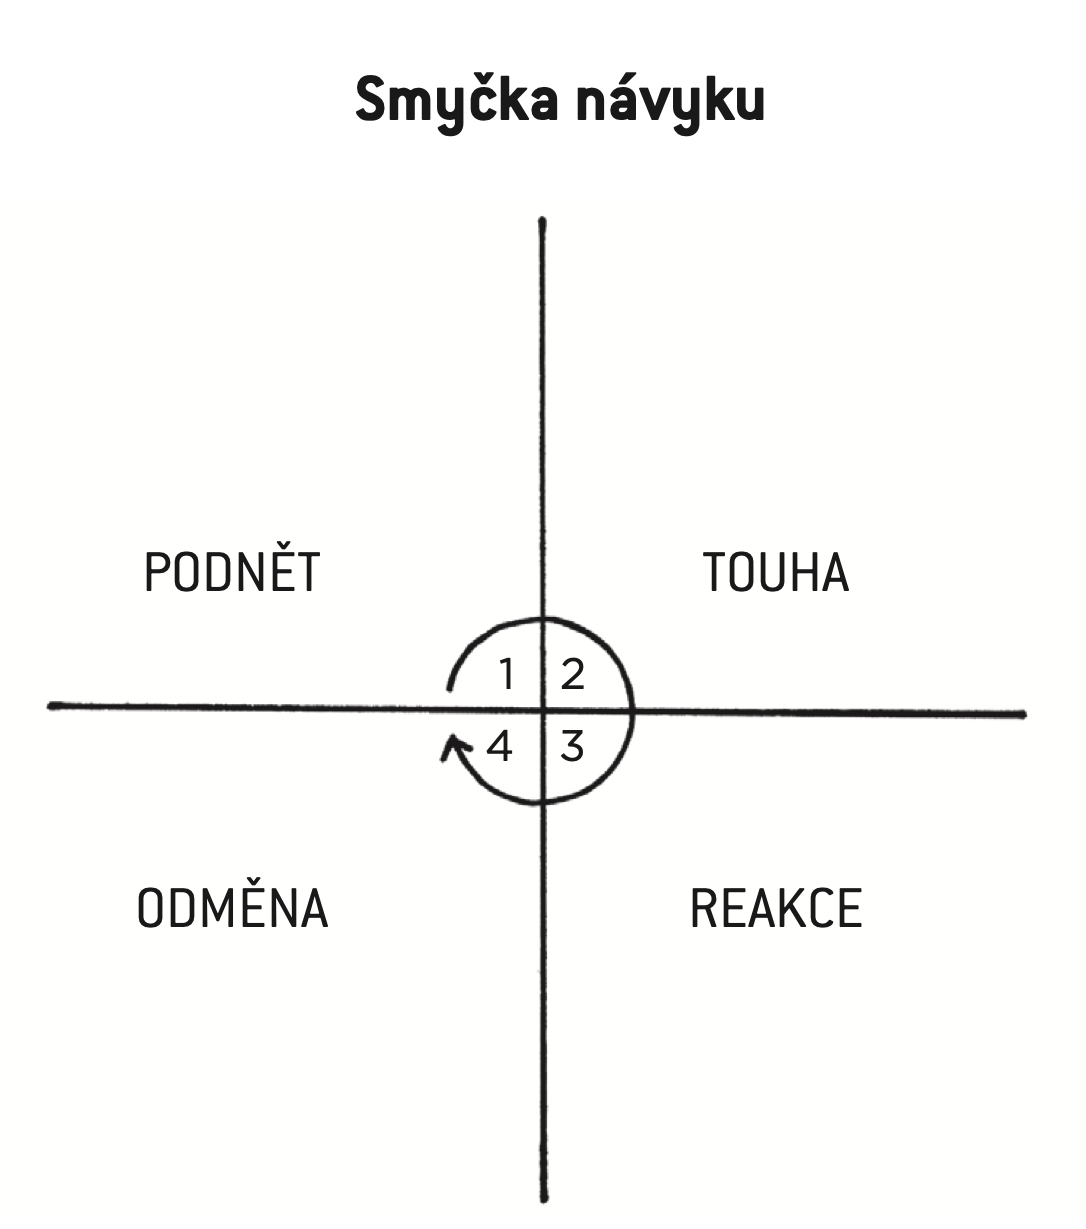 Smyčka návyku
PODNĚT
TOUHA
1 2
4 3
ODMĚNA
REAKCE